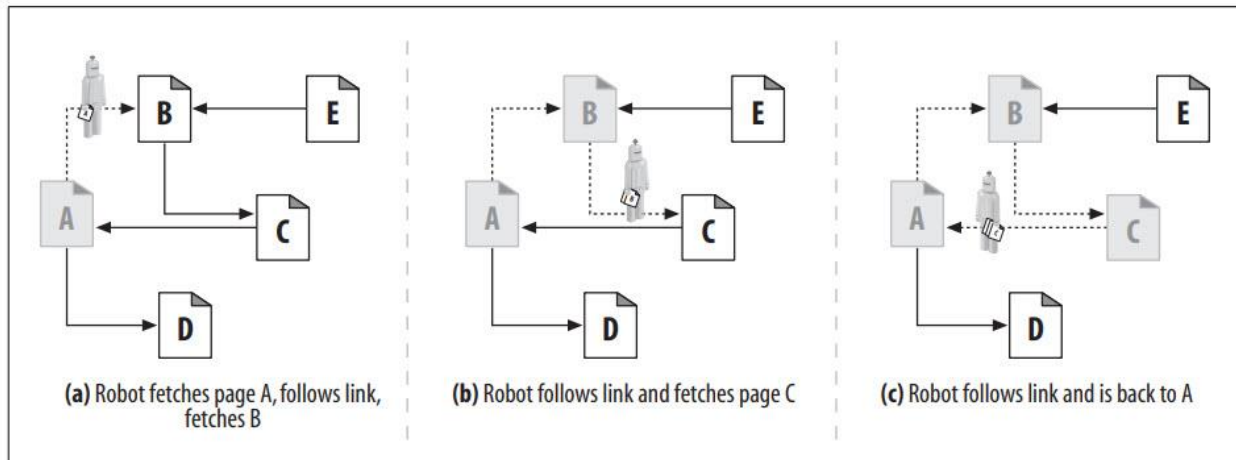 B
E
A
C
D
(a) Robot fetches page A, follows link,
fetches B
B
E
A
C
D
(b) Robot follows link and fetches page C
B
E
A
C
D
(c) Robot follows link and is back to A